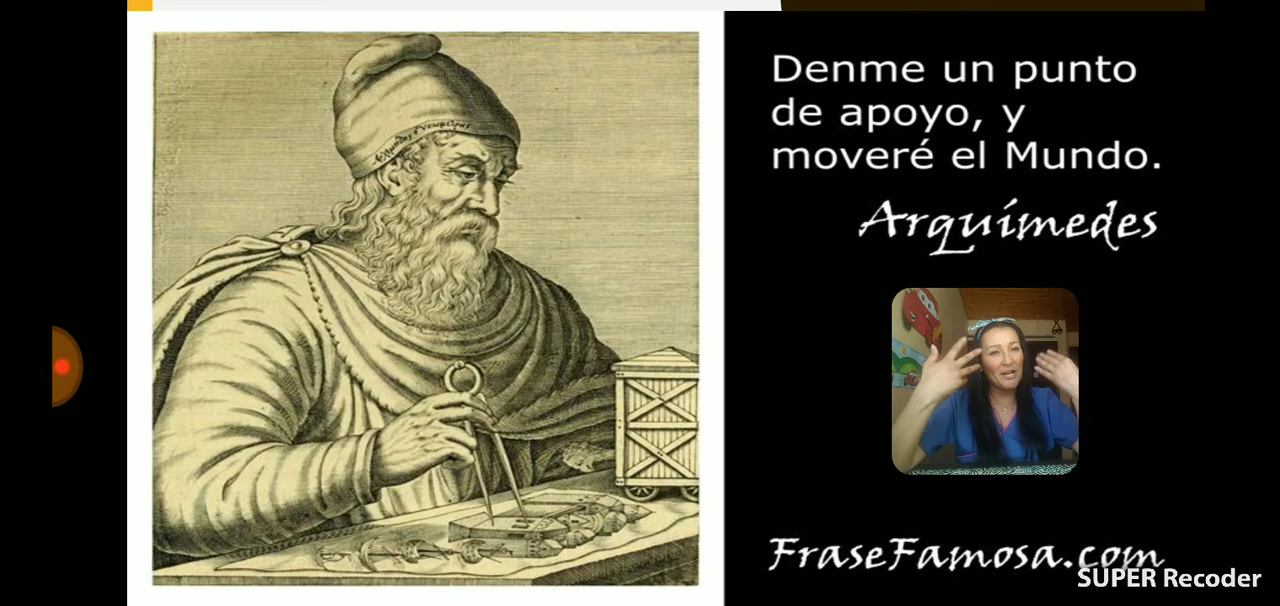 Denme un punto
de apoyo, y
moveré el Mundo.
Arquímedes
FraseFamosa.com
SUPER Recoder